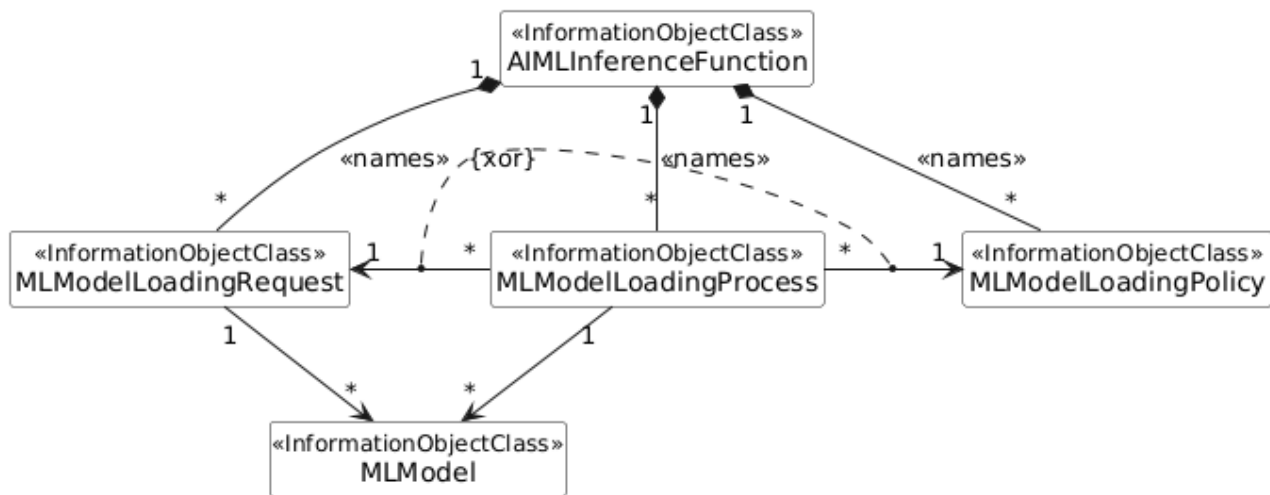 «InformationObjectClass»
AIMLInferenceFunction
1
1
1
«names»
{xor}
«names»
«names»
*
*
*
«InformationObjectClass»
MLModelLoadingRequest
1
*
«InformationObjectClass»
MLModelLoadingProcess
*
1
«InformationObjectClass»
MLModelLoadingPolicy
1
1
*
*
«InformationObjectClass»
MLModel